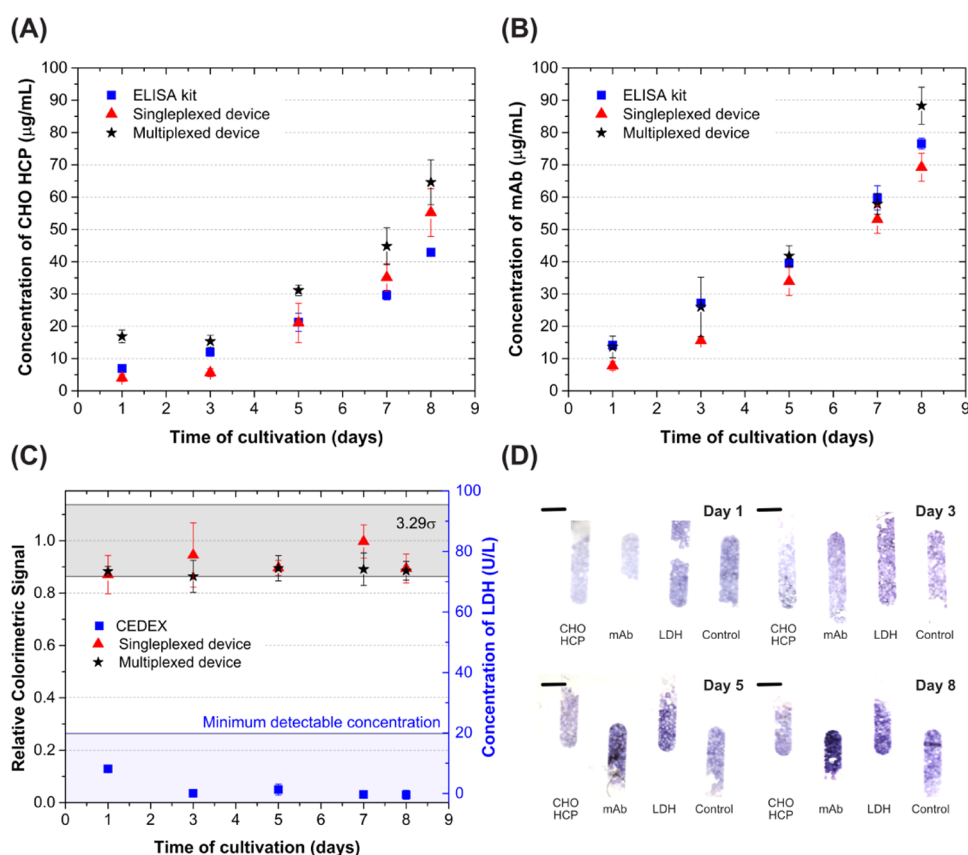 (A)
Concentration of CHO HCP (μg/mL)
100
90
80
70
60
50
40
30
20
10
0
ELISA kit
Singleplexed device
Multiplexed device
0 1 2 3 4 5 6 7 8 9
Time of cultivation (days)
(B)
Concentration of mAb (μg/mL)
100
90
80
70
60
50
40
30
20
10
0
ELISA kit
Singleplexed device
Multiplexed device
0 1 2 3 4 5 6 7 8 9
Time of cultivation (days)
(C)
Relative Colorimetric Signal
1.0
0.8
0.6
0.4
0.2
0.0
3.29σ
CEDEX
Singleplexed device
Multiplexed device
Minimum detectable concentration
100
80
60
40
20
0
Concentration of LDH (U/L)
0 1 2 3 4 5 6 7 8 9
Time of cultivation (days)
(D)
Day 1
CHO
HCP
mAb
LDH
Control
Day 3
CHO
HCP
mAb
LDH
Control
Day 5
CHO
HCP
mAb
LDH
Control
Day 8
CHO
HCP
mAb
LDH
Control